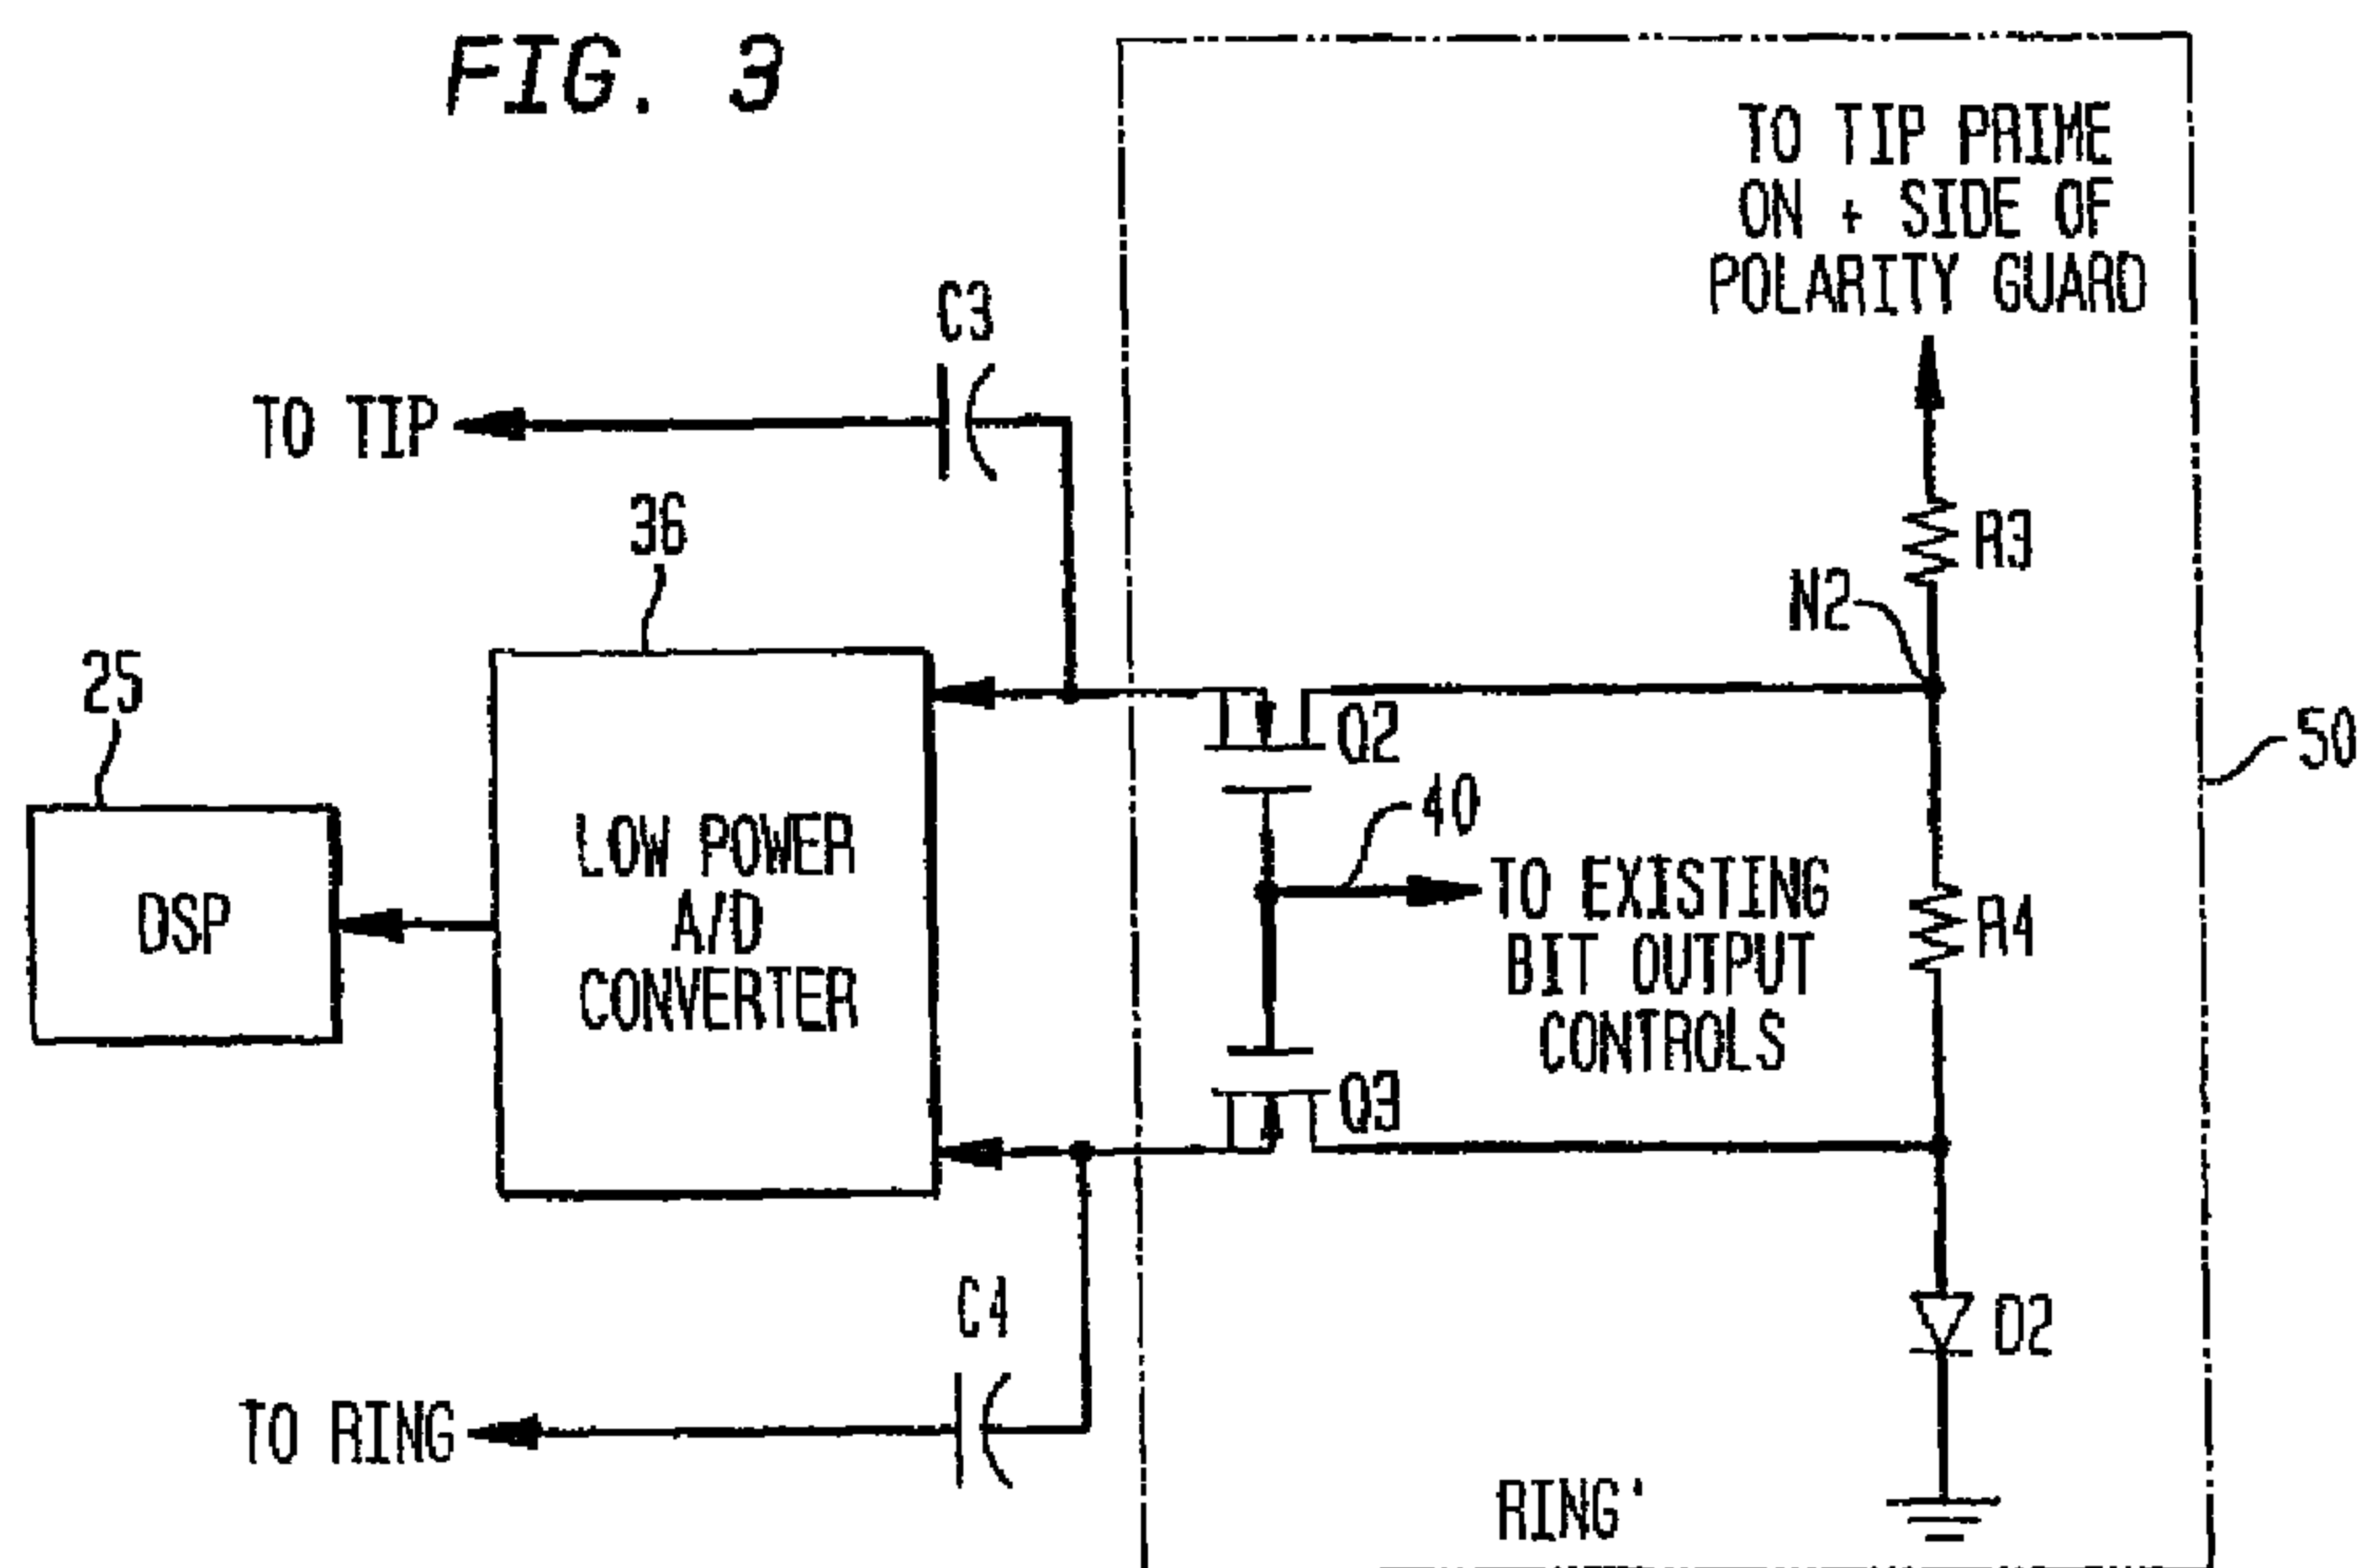 FIG. 3
TO TIP PRIME
ON + SIDE OF
POLARITY GUARD
C3
TO TIP
36
R3
N2
25
Q2
50
40
LOW POWER
A/D
CONVERTER
TO EXISTING
BIT OUTPUT
CONTROLS
DSP
R4
Q3
C4
D2
TO RING
RING'